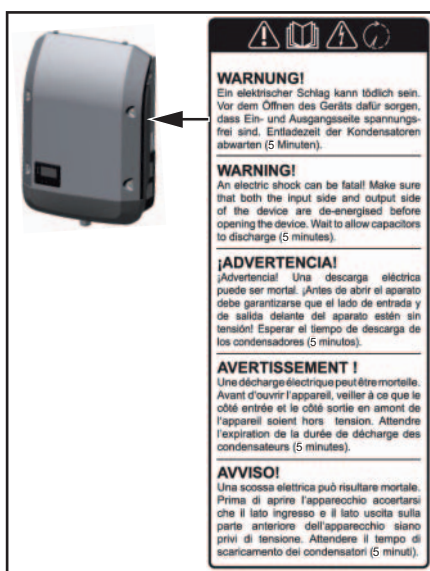 WARNUNG!
Ein elektrischer Schlag kann tödlich sein.
Vor dem Öffnen des Geräts dafür sorgen,
dass Ein- und Ausgangsseite spannungs-
frei sind. Entladezeit der Kondensatoren
abwarten (5 Minuten).
WARNING!
An electric shock can be fatal! Make sure
that both the input side and output side
of the device are de-energised before
opening the device. Wait to allow capacitors
to discharge (5 minutes).
¡ADVERTENCIA!
¡Advertencia! Una descarga eléctrica
puede ser mortal. ¡Antes de abrir el aparato
debe garantizarse que el lado de entrada y
de salida delante del aparato estén sin
tensión! Esperar el tiempo de descarga de
los condensadores (5 minutos).
AVERTISSEMENT !
Une décharge électrique peut être mortelle.
Avant d'ouvrir l'appareil, veiller à ce que le
côté entrée et le côté sortie en amont de
l'appareil soient hors tension. Attendre
l'expiration de la durée de décharge des
condensateurs (5 minutes).
AVVISO!
Una scossa elettrica può risultare mortale.
Prima di aprire l'apparecchio accertarsi
che il lato ingresso e il lato uscita sulla
parte anteriore dell'apparecchio siano
privi di tensione. Attendere il tempo di
scaricamento dei condensatori (5 minuti).